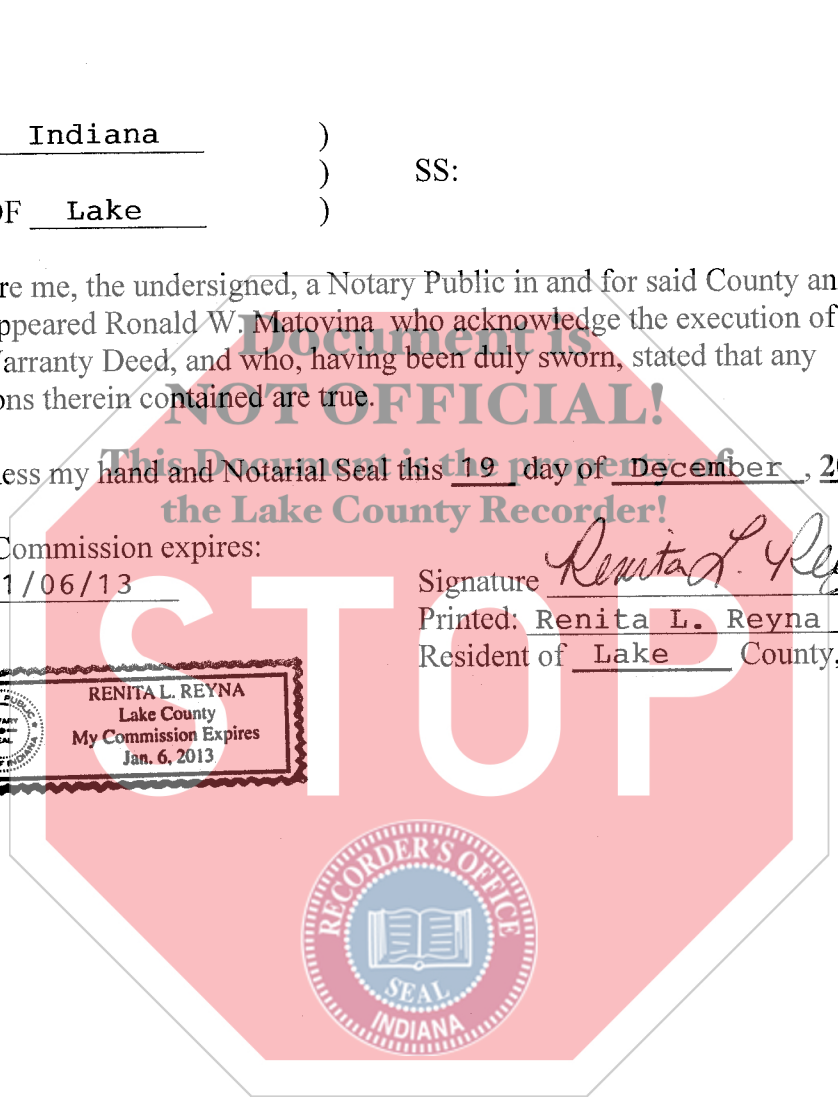 Indiana )
) SS:
OF Lake )
re me, the undersigned, a Notary Public in and for said County an
ppeared Ronald W. Matovina who acknowledge the execution of
Warranty Deed, and who, having been duly sworn, stated that any
ons therein contained are true.
ess my hand and Notarial Seal this 19 day of December , 20
Commission expires:
1/06/13
Signature Renita L. Rey
Printed: Renita L. Reyna
Resident of Lake County,
RENITA L. REYNA
Lake County
My Commission Expires
Jan. 6, 2013
Document is
NOT OFFICIAL!
This Document is the property of
the Lake County Recorder!
STOP
RECORDER'S OFFICE
SEAL
INDIANA